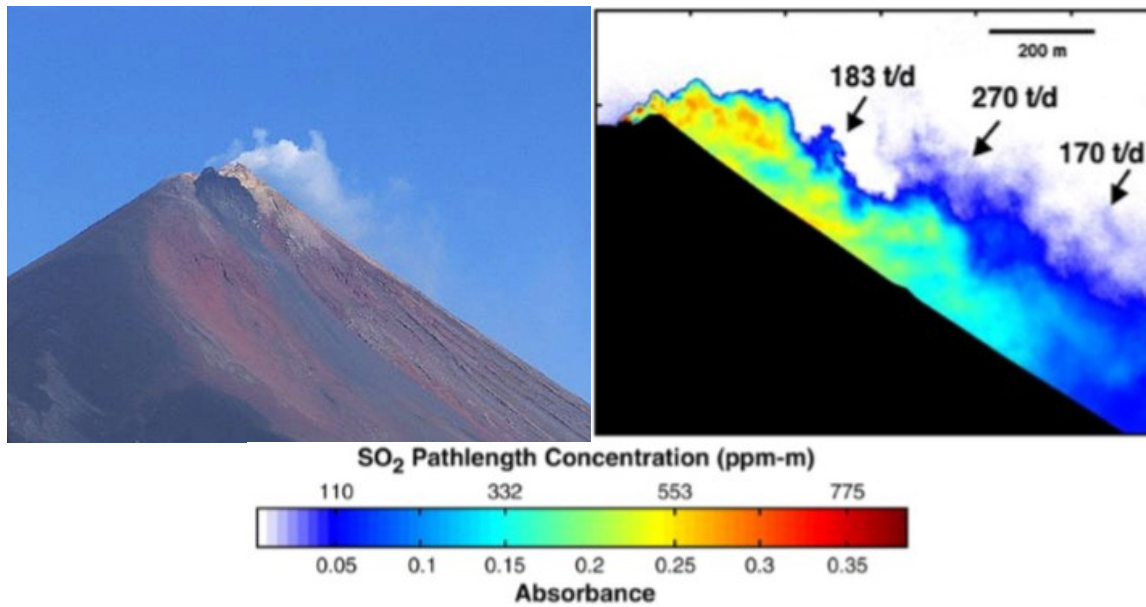 200 m
183 t/d
270 t/d
170 t/d
SO₂ Pathlength Concentration (ppm-m)
110 332 553 775
0.05 0.1 0.15 0.2 0.25 0.3 0.35
Absorbance